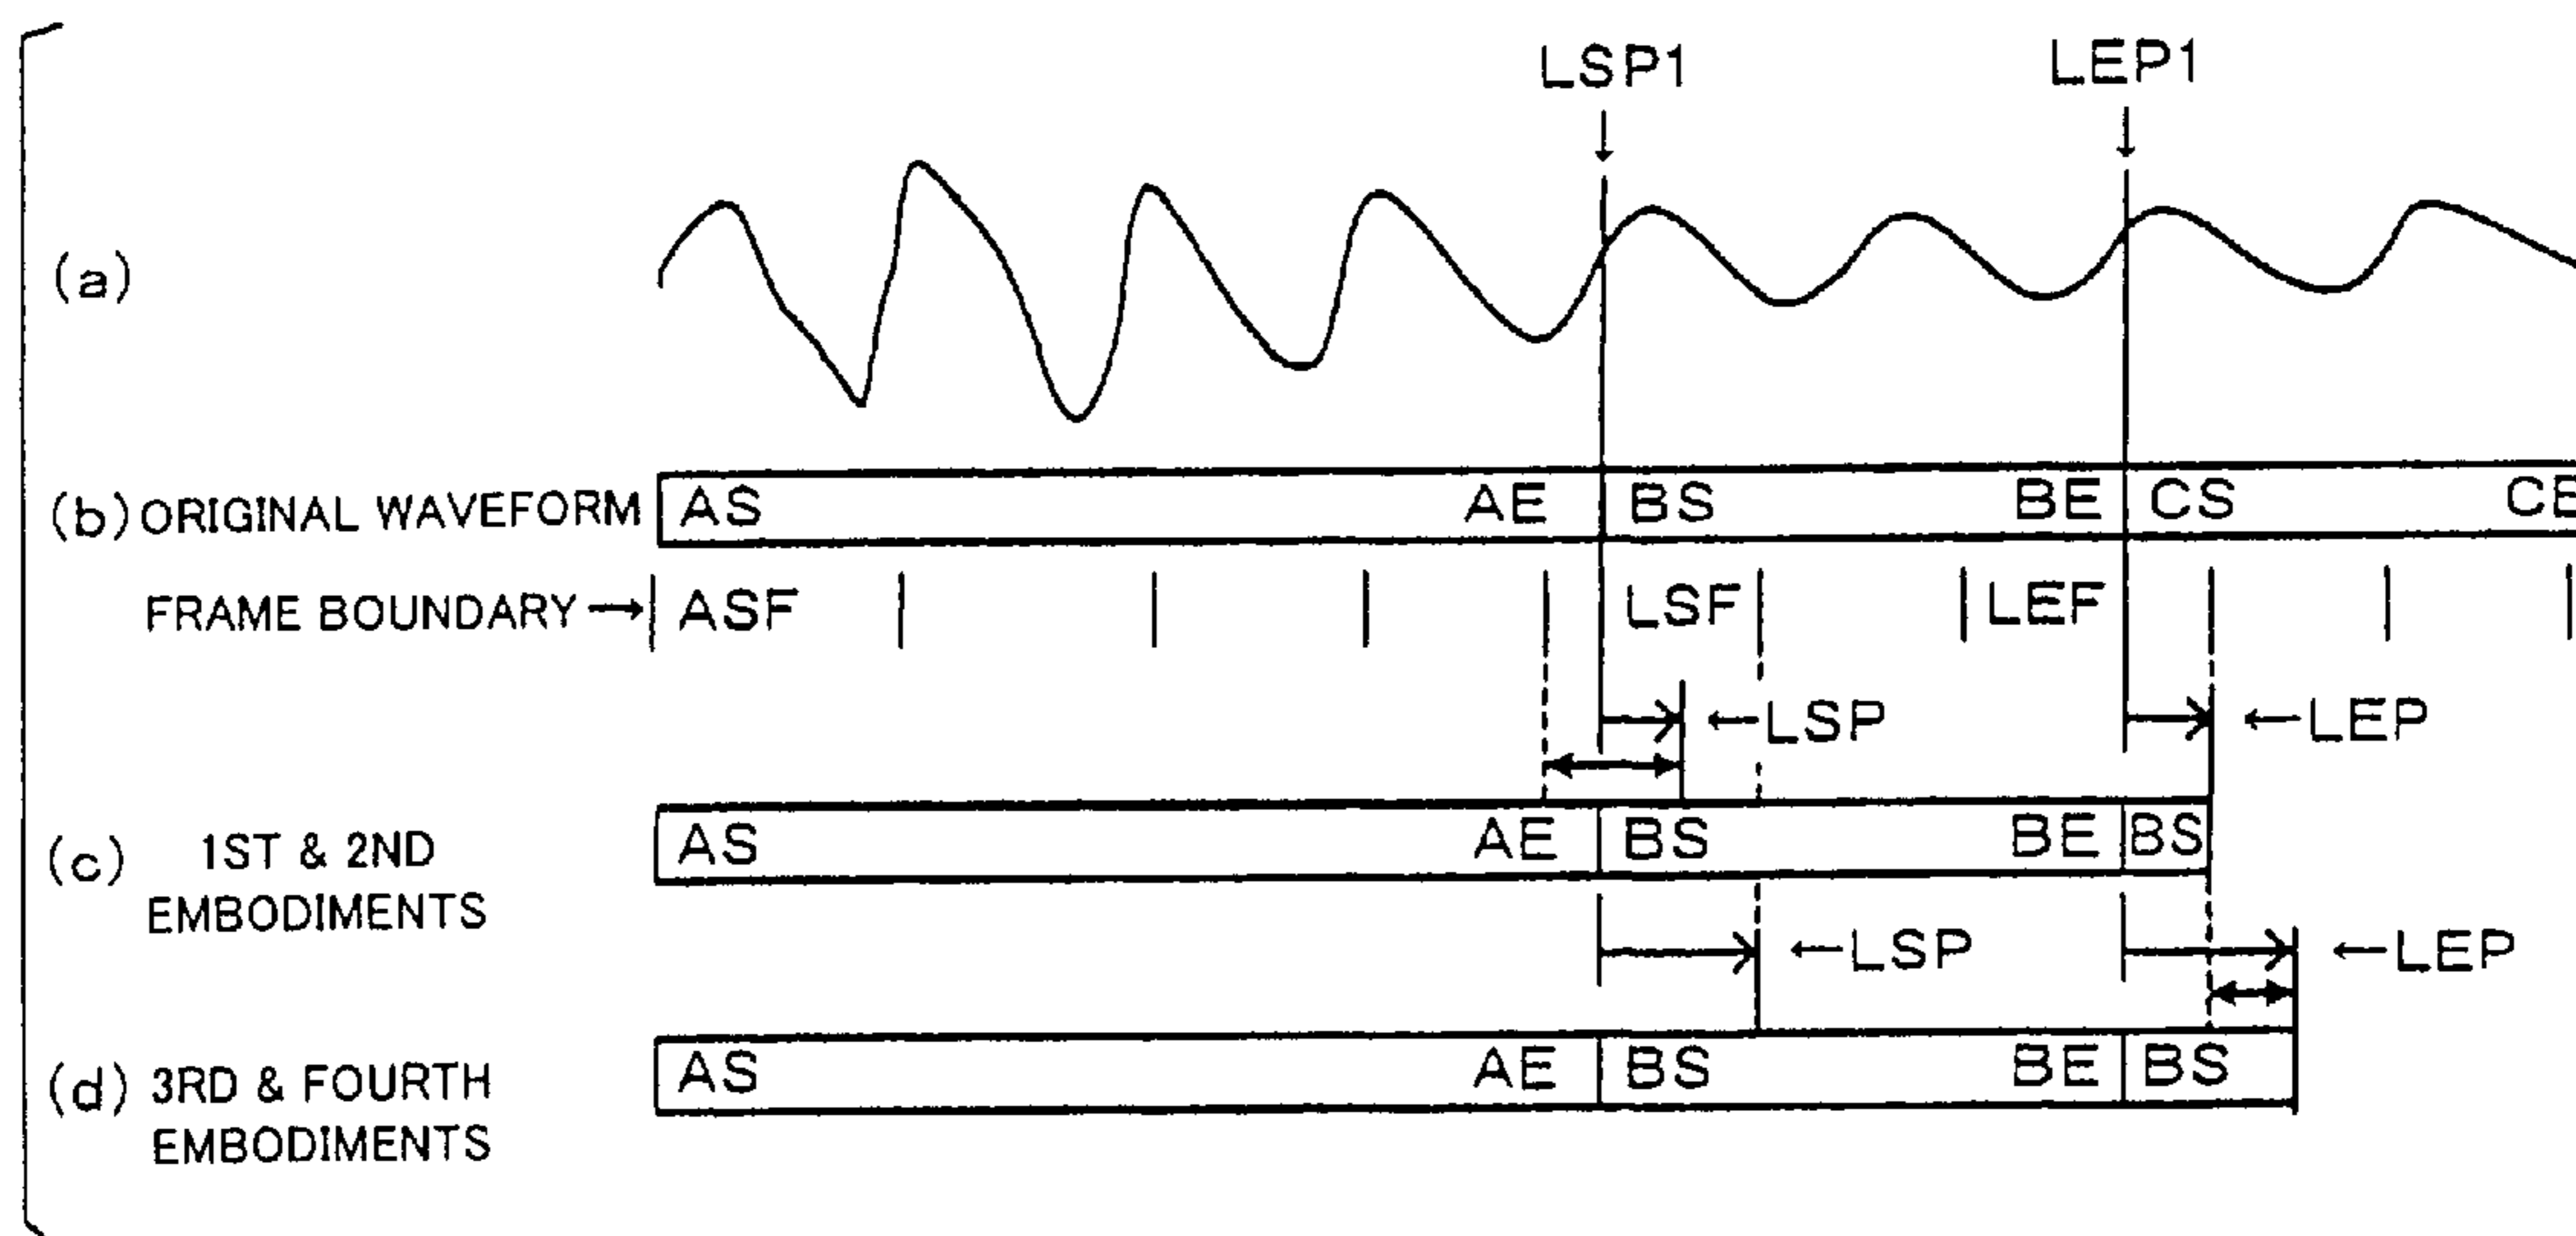 LSP1 LEP1
(a)
(b) ORIGINAL WAVEFORM AS AE BS BE CS CE
FRAME BOUNDARY → ASF LSF LEF
←LSP ←LEP
(c) 1ST & 2ND EMBODIMENTS AS AE BS BE BS
←LSP ←LEP
(d) 3RD & FOURTH EMBODIMENTS AS AE BS BE BS